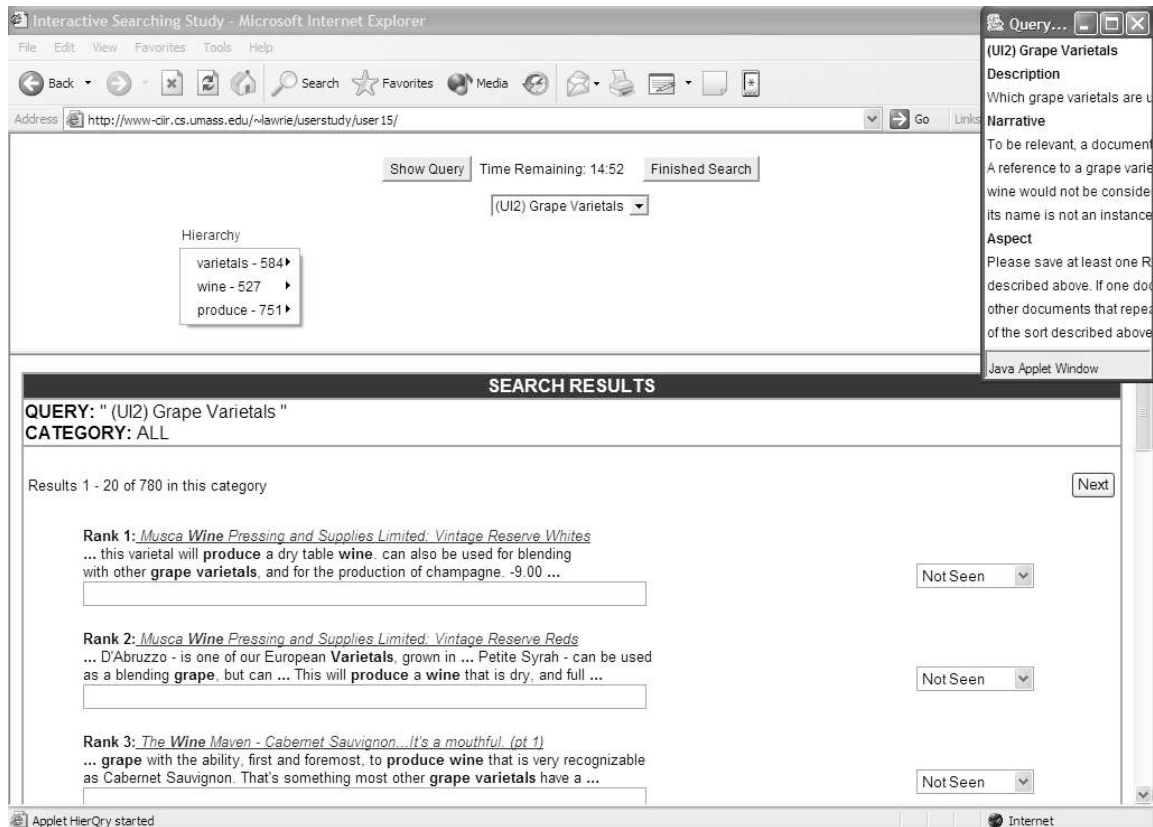 Interactive Searching Study - Microsoft Internet Explorer
File Edit View Favorites Tools Help
Back Search Favorites Media
Address http://www-ciir.cs.umass.edu/~lawrie/userstudy/user15/ Go Links
Show Query Time Remaining: 14:52 Finished Search
(UI2) Grape Varietals
Hierarchy
varietals - 584
wine - 527
produce - 751
Query...
(UI2) Grape Varietals
Description
Which grape varietals are u
Narrative
To be relevant, a document
A reference to a grape varie
wine would not be conside
its name is not an instance
Aspect
Please save at least one R
described above. If one doc
other documents that repea
of the sort described above
Java Applet Window
SEARCH RESULTS
QUERY: " (UI2) Grape Varietals "
CATEGORY: ALL
Results 1 - 20 of 780 in this category
Next
Rank 1: Musca Wine Pressing and Supplies Limited: Vintage Reserve Whites
... this varietal will produce a dry table wine. can also be used for blending
with other grape varietals, and for the production of champagne. -9.00 ...
Not Seen
Rank 2: Musca Wine Pressing and Supplies Limited: Vintage Reserve Reds
... D'Abruzzo - is one of our European Varietals, grown in ... Petite Syrah - can be used
as a blending grape, but can ... This will produce a wine that is dry, and full ...
Not Seen
Rank 3: The Wine Maven - Cabernet Sauvignon...It's a mouthful. (pt 1)
... grape with the ability, first and foremost, to produce wine that is very recognizable
as Cabernet Sauvignon. That's something most other grape varietals have a ...
Not Seen
Applet HierQry started
Internet